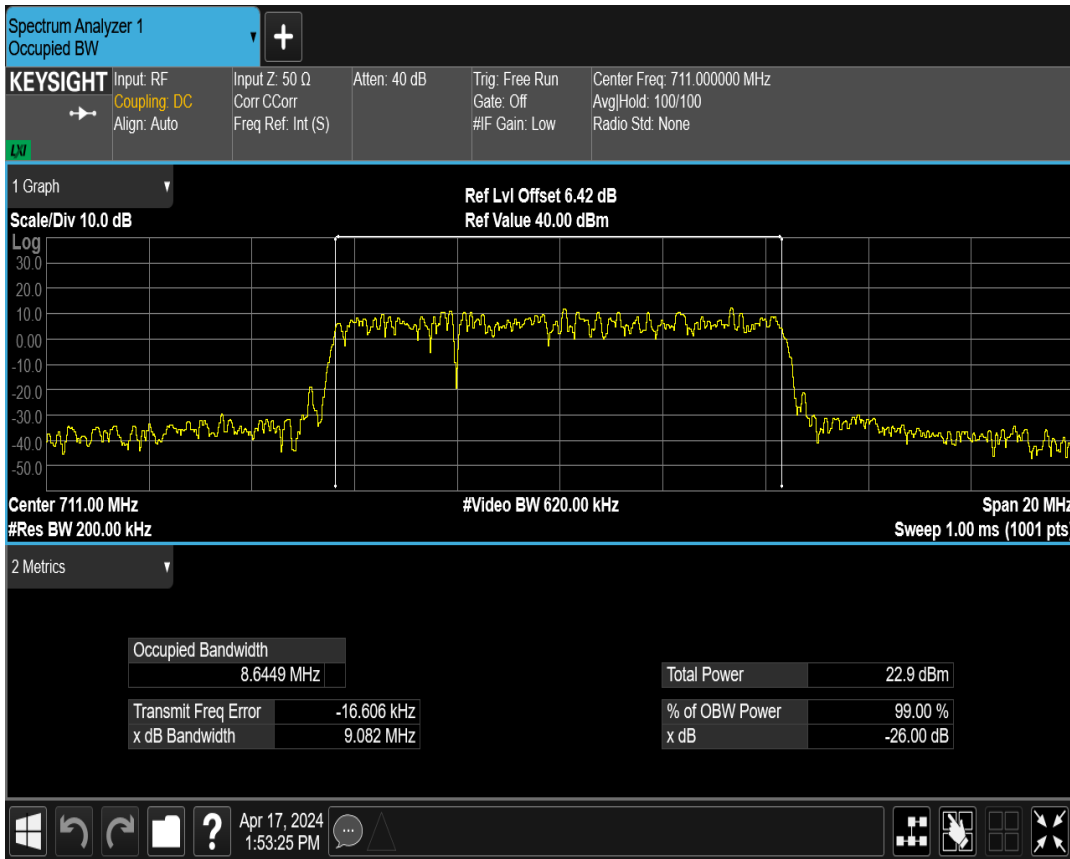 Spectrum Analyzer 1
Occupied BW
KEYSIGHT
LXI
Input: RF
Coupling: DC
Align: Auto
Input Z: 50 Ω
Corr CCorr
Freq Ref: Int (S)
Atten: 40 dB
Trig: Free Run
Gate: Off
#IF Gain: Low
Center Freq: 711.000000 MHz
Avg|Hold: 100/100
Radio Std: None
1 Graph
Scale/Div 10.0 dB
Ref Lvl Offset 6.42 dB
Ref Value 40.00 dBm
Log
30.0
20.0
10.0
0.00
-10.0
-20.0
-30.0
-40.0
-50.0
Center 711.00 MHz
#Video BW 620.00 kHz
Span 20 MHz
#Res BW 200.00 kHz
Sweep 1.00 ms (1001 pts)
2 Metrics
Occupied Bandwidth
8.6449 MHz
Total Power 22.9 dBm
Transmit Freq Error -16.606 kHz
% of OBW Power 99.00 %
x dB Bandwidth 9.082 MHz
x dB -26.00 dB
?
Apr 17, 2024
1:53:25 PM